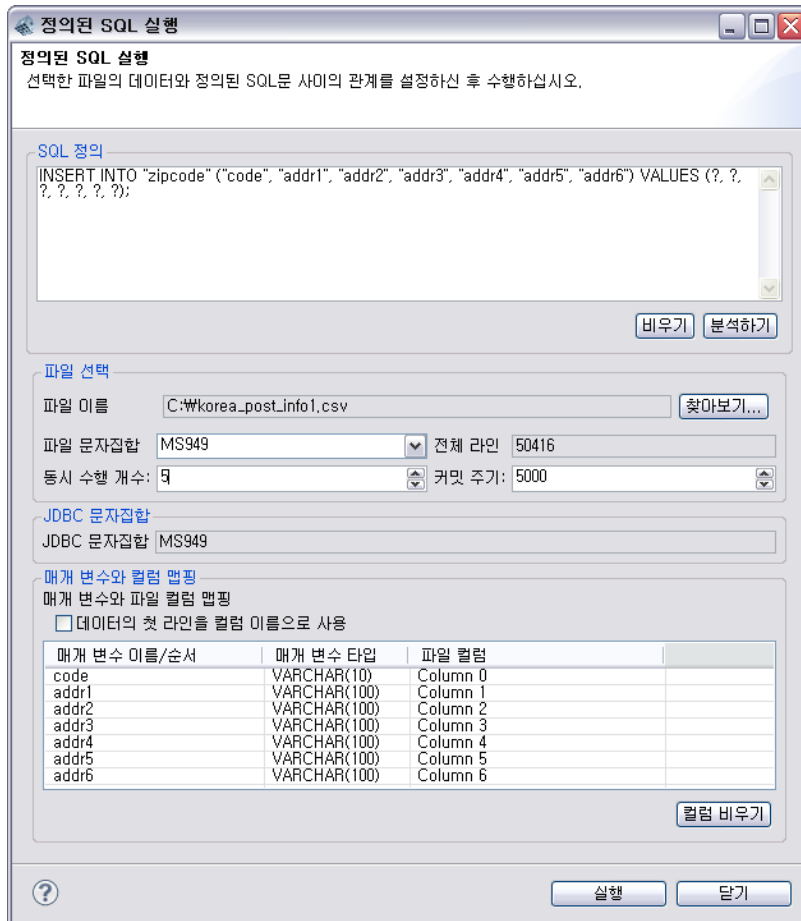 정의된 SQL 실행
정의된 SQL 실행
선택한 파일의 데이터와 정의된 SQL문 사이의 관계를 설정하신 후 수행하십시오.
SQL 정의
INSERT INTO "zipcode" ("code", "addr1", "addr2", "addr3", "addr4", "addr5", "addr6") VALUES (?, ?,
?, ?, ?, ?, ?);
비우기 분석하기
파일 선택
파일 이름 C:₩korea_post_info1.csv 찾아보기...
파일 문자집합 MS949 전체 라인 50416
동시 수행 개수: 5 커밋 주기: 5000
JDBC 문자집합
JDBC 문자집합 MS949
매개 변수와 컬럼 맵핑
매개 변수와 파일 컬럼 맵핑
데이터의 첫 라인을 컬럼 이름으로 사용
매개 변수 이름/순서 매개 변수 타입 파일 컬럼
code VARCHAR(10) Column 0
addr1 VARCHAR(100) Column 1
addr2 VARCHAR(100) Column 2
addr3 VARCHAR(100) Column 3
addr4 VARCHAR(100) Column 4
addr5 VARCHAR(100) Column 5
addr6 VARCHAR(100) Column 6
컬럼 비우기
? 실행 닫기